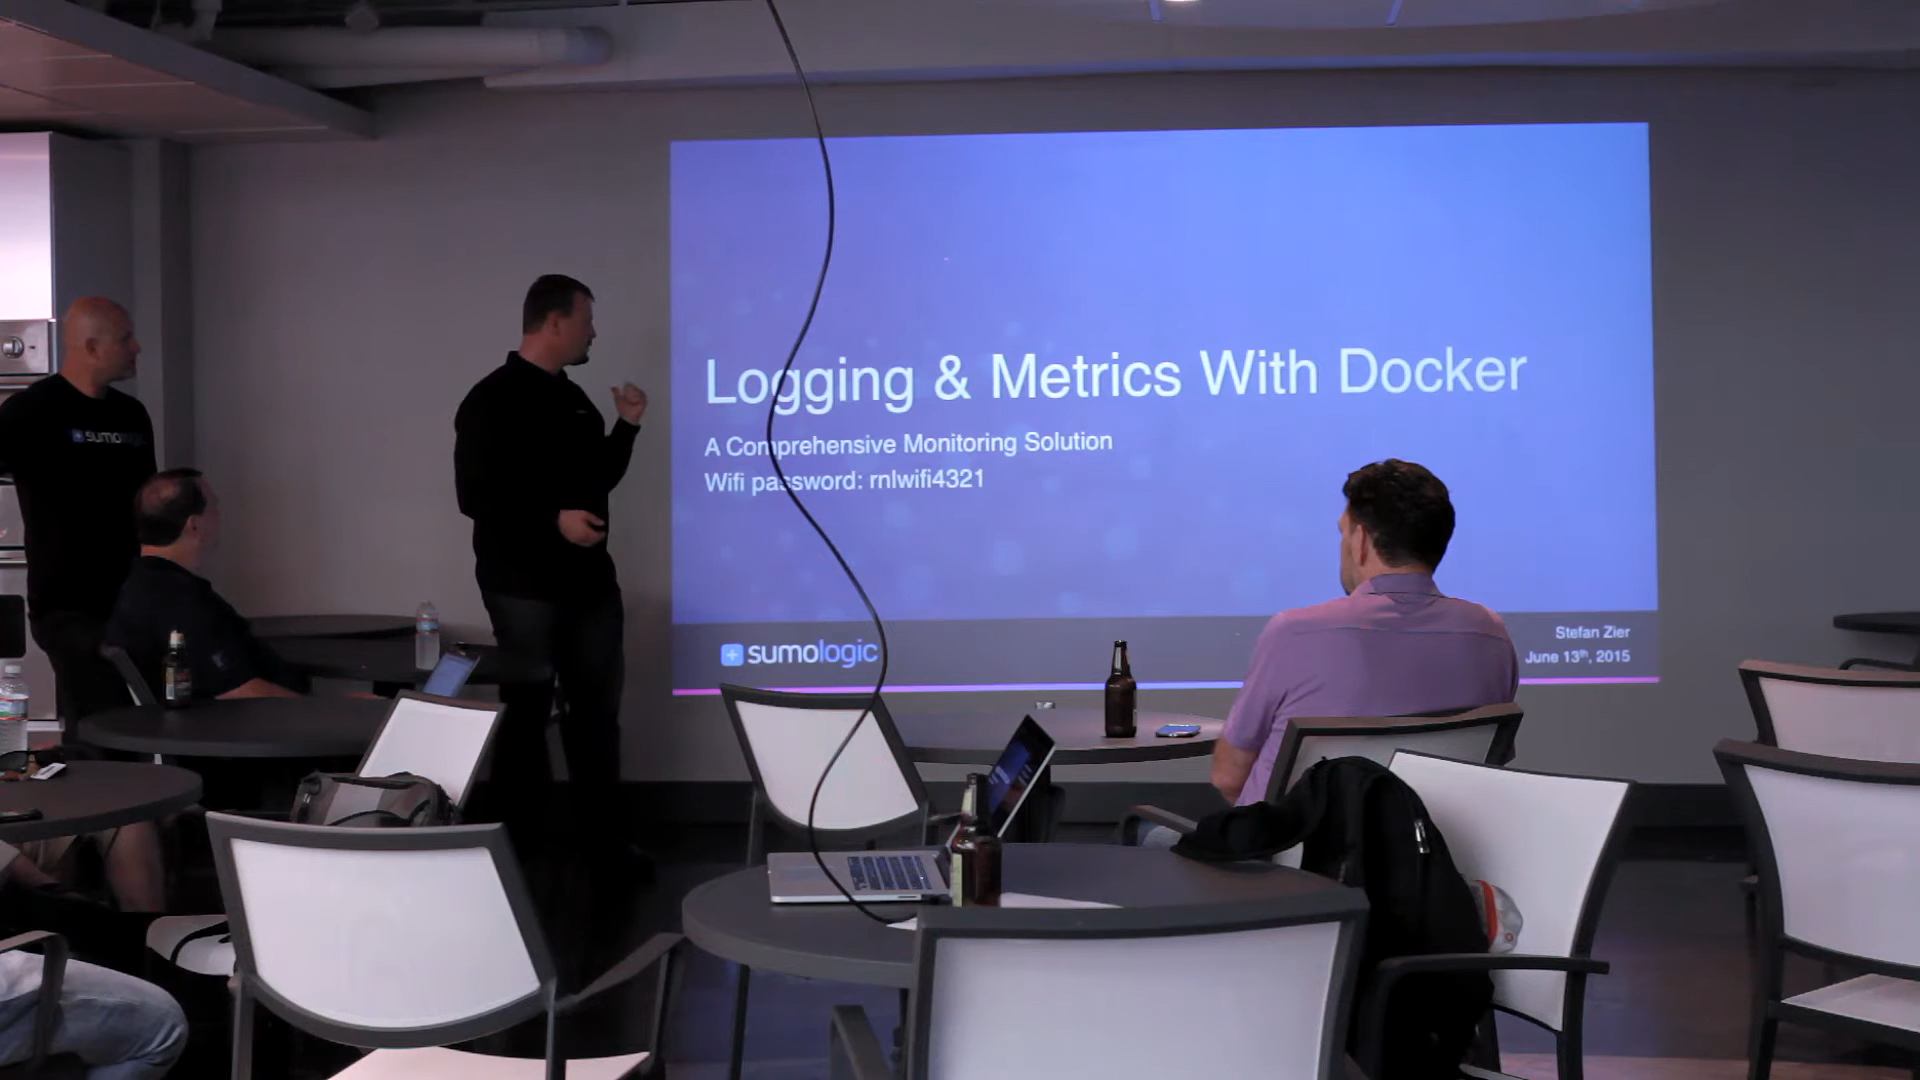 Logging & Metrics With Docker
A Comprehensive Monitoring Solution
Wifi password: rnlwifi4321
sumologic
Stefan Zier
June 13th, 2015
sumologic